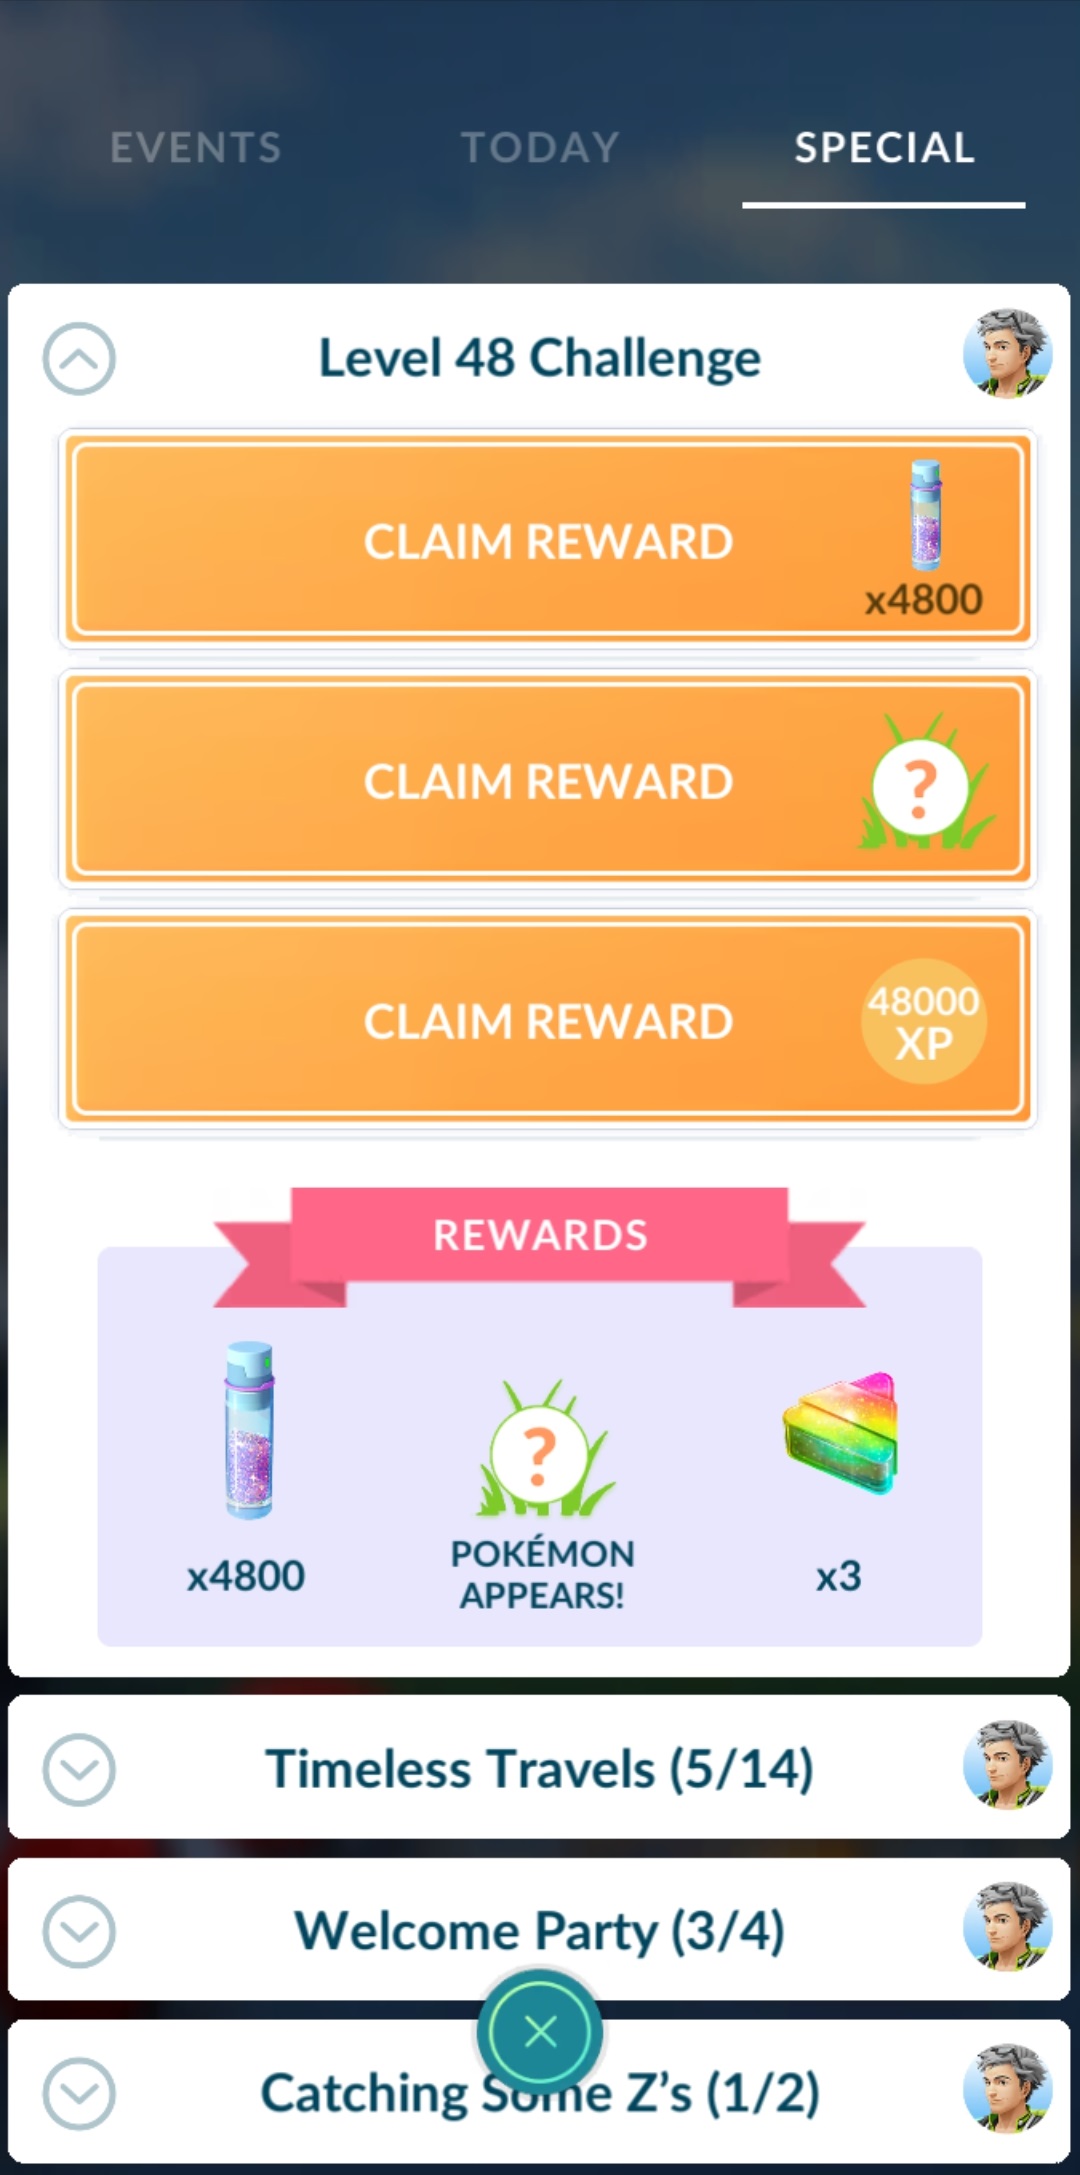 EVENTS TODAY SPECIAL
Level 48 Challenge
CLAIM REWARD
x4800
CLAIM REWARD
?
CLAIM REWARD
48000
XP
REWARDS
?
x4800
POKÉMON
APPEARS!
x3
Timeless Travels (5/14)
Welcome Party (3/4)
Catching Some Z’s (1/2)